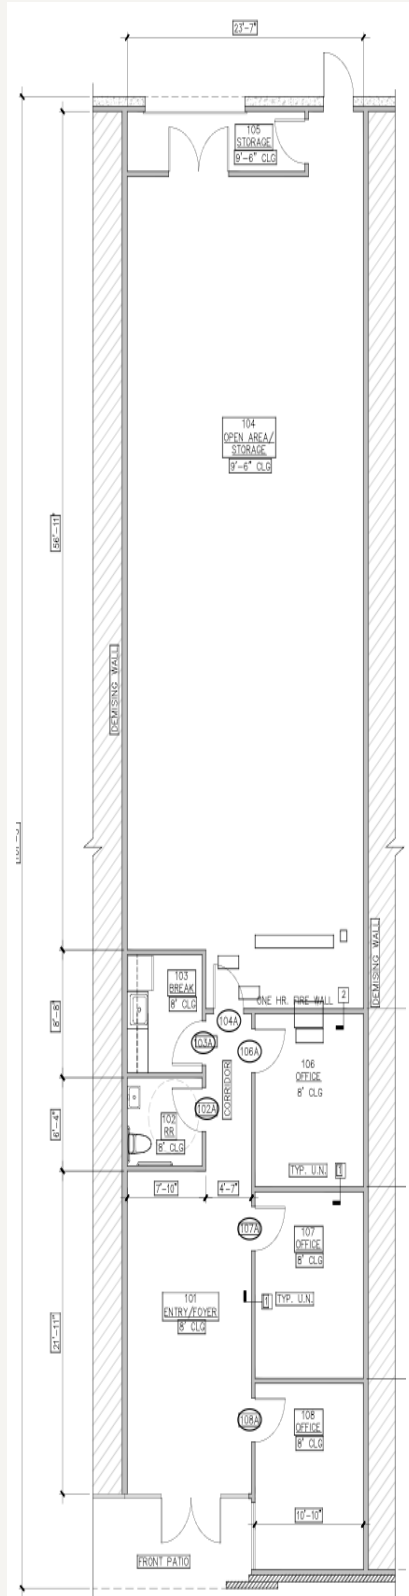 23'-7"
105
STORAGE
9'-6" CLG
104
OPEN AREA/
STORAGE
9'-6" CLG
56'-11"
DEMISING WALL
DEMISING WALL
103
BREAK
8' CLG
ONE HR. FIRE WALL
2
104A
103A
106A
8'-8"
CORRIDOR
106
OFFICE
8' CLG
102A
102
RR
8' CLG
6'-4"
TYP. U.N.
1
7'-10"
4'-7"
107A
107
OFFICE
8' CLG
101
ENTRY/FOYER
8' CLG
1
TYP. U.N.
21'-11"
108A
108
OFFICE
8' CLG
10'-10"
FRONT PATIO